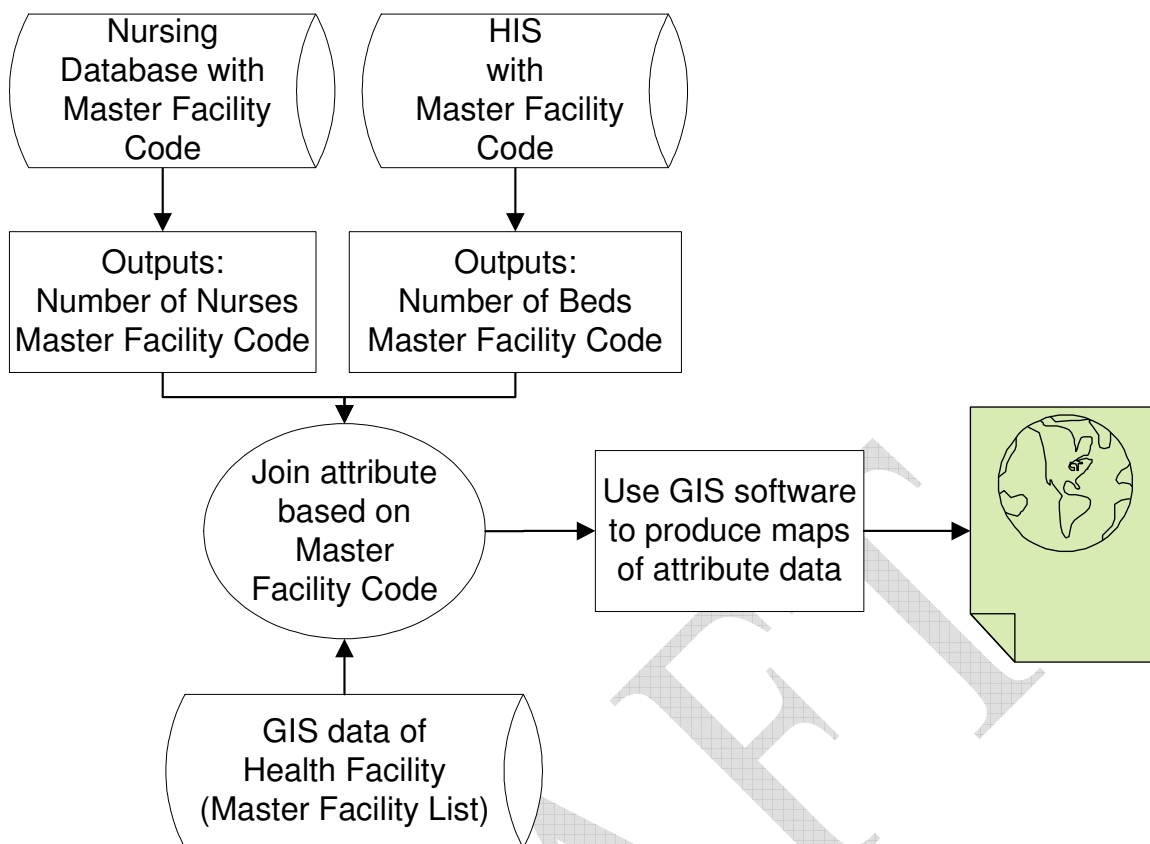 Nursing
Database with
Master Facility
Code
HIS
with
Master Facility
Code
Outputs:
Number of Nurses
Master Facility Code
Outputs:
Number of Beds
Master Facility Code
Join attribute
based on
Master
Facility Code
Use GIS software
to produce maps
of attribute data
GIS data of
Health Facility
(Master Facility List)